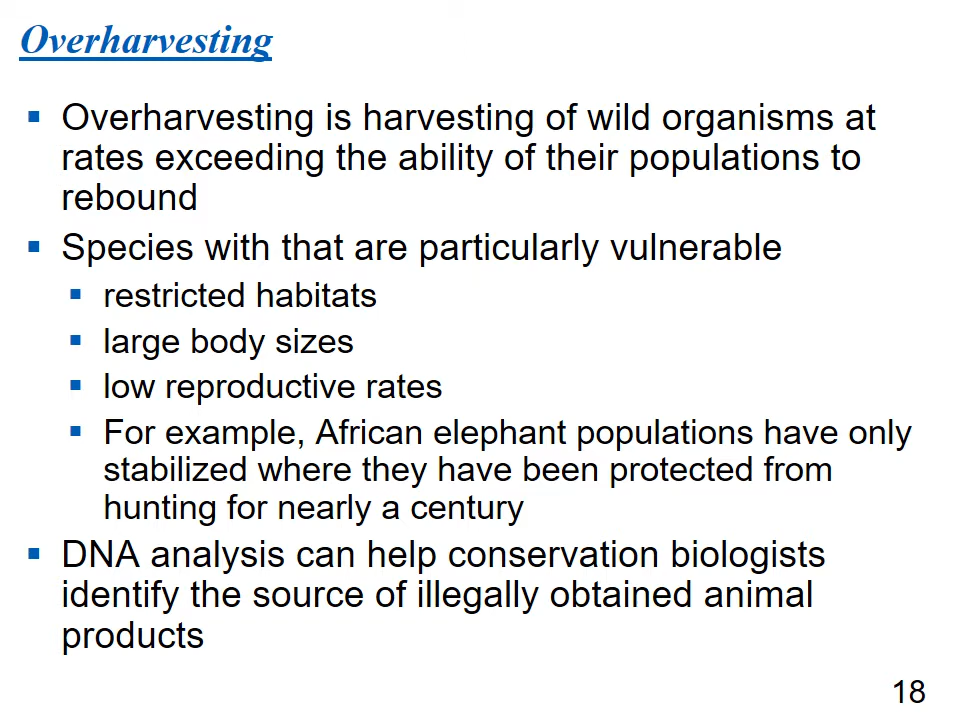 Overharvesting
▪ Overharvesting is harvesting of wild organisms at
rates exceeding the ability of their populations to
rebound
▪ Species with that are particularly vulnerable
▪ restricted habitats
▪ large body sizes
▪ low reproductive rates
▪ For example, African elephant populations have only
stabilized where they have been protected from
hunting for nearly a century
▪ DNA analysis can help conservation biologists
identify the source of illegally obtained animal
products
18